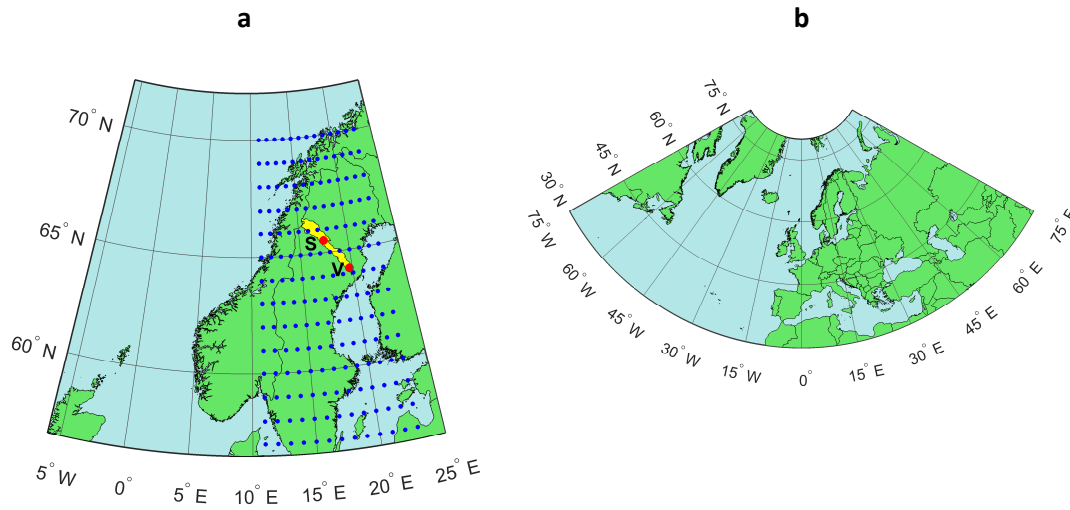 a
b
70° N
65° N
60° N
S
V
5° W
0°
5° E
10° E
15° E
20° E
25° E
75° N
60° N
45° N
30° N
75° W
60° W
45° W
30° W
15° W
0°
15° E
30° E
45° E
60° E
75° E